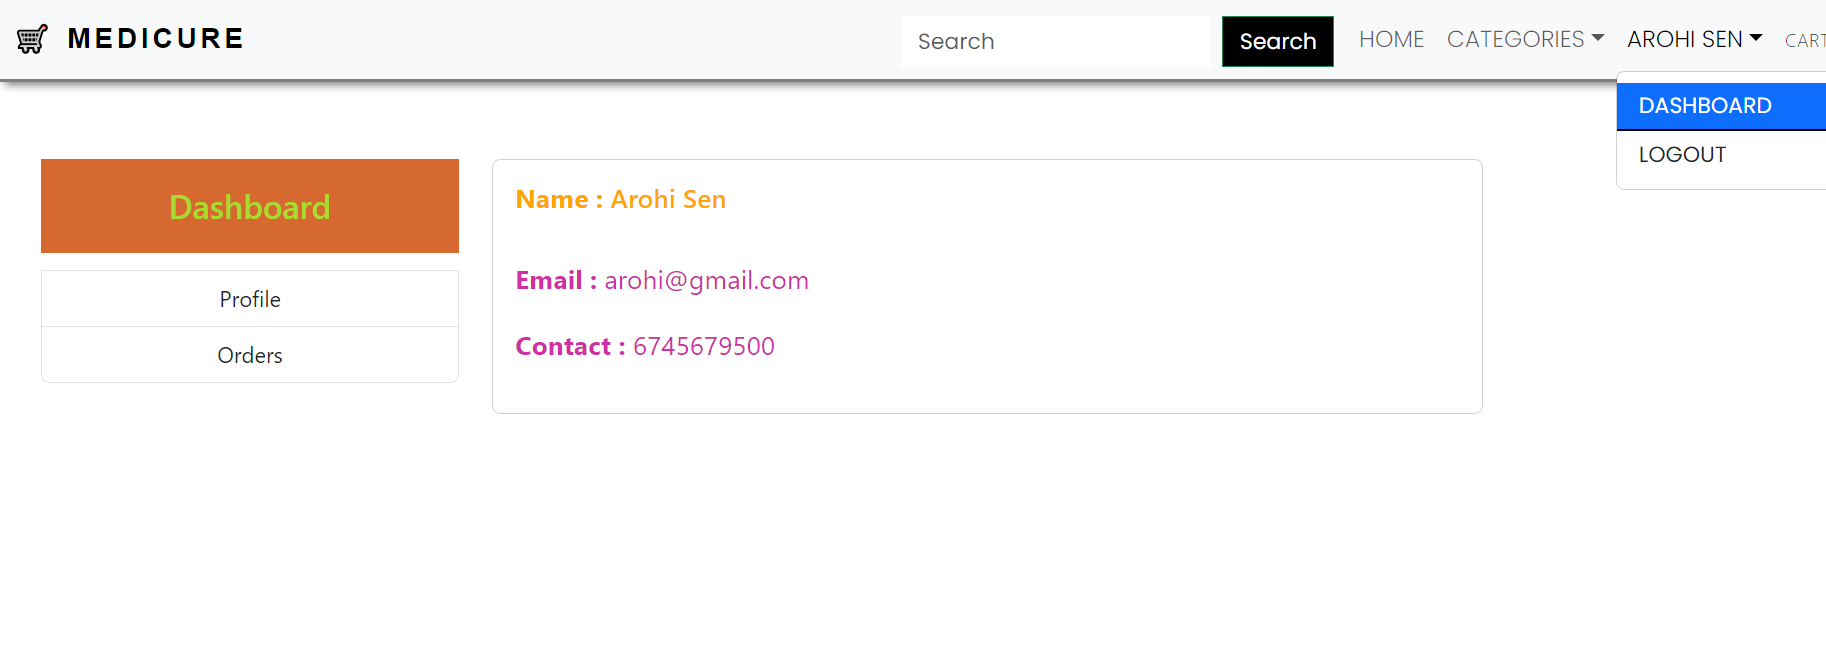 MEDICURE Search Search HOME CATEGORIES AROHI SEN CART
DASHBOARD
LOGOUT
Dashboard
Profile
Orders
Name : Arohi Sen
Email : arohi@gmail.com
Contact : 6745679500